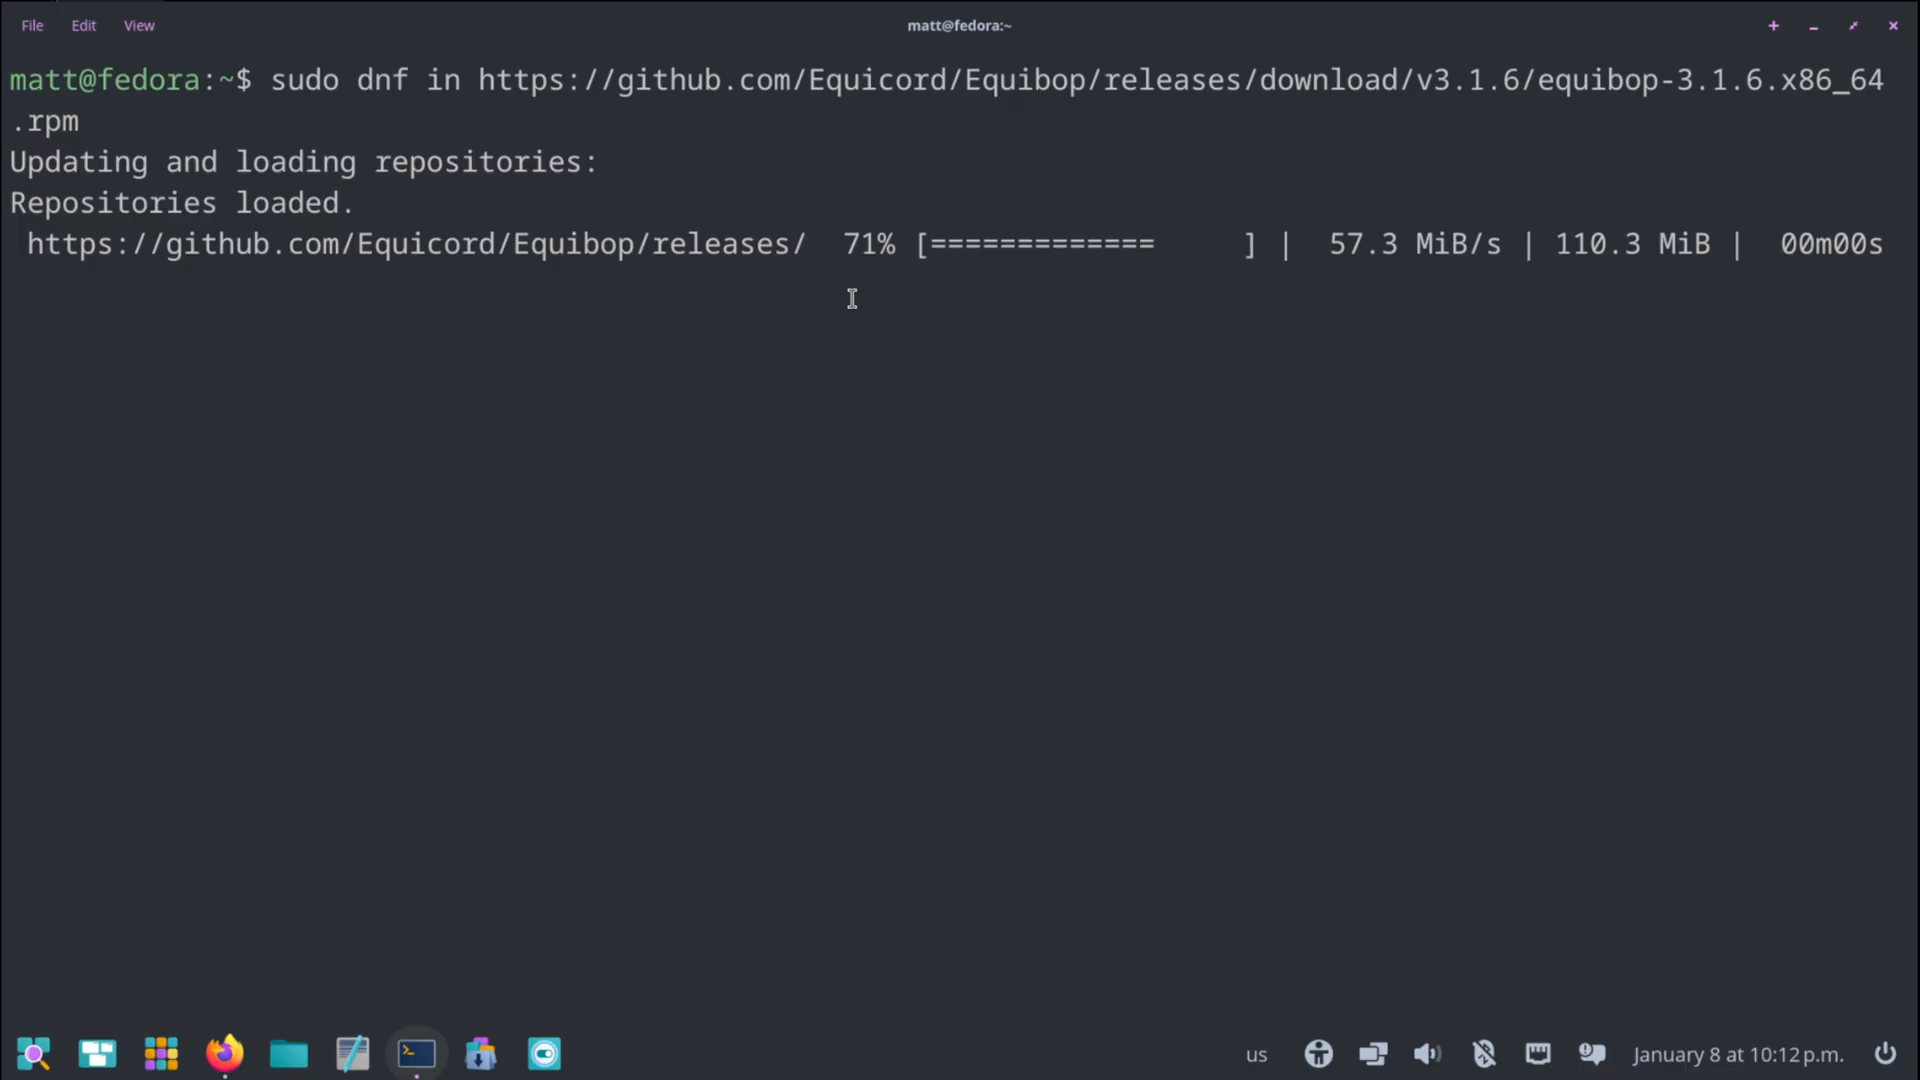 File Edit View matt@fedora:~
matt@fedora:~$ sudo dnf in https://github.com/Equicord/Equibop/releases/download/v3.1.6/equibop-3.1.6.x86_64
.rpm
Updating and loading repositories:
Repositories loaded.
https://github.com/Equicord/Equibop/releases/ 71% [============= ] | 57.3 MiB/s | 110.3 MiB | 00m00s
us January 8 at 10:12 p.m.